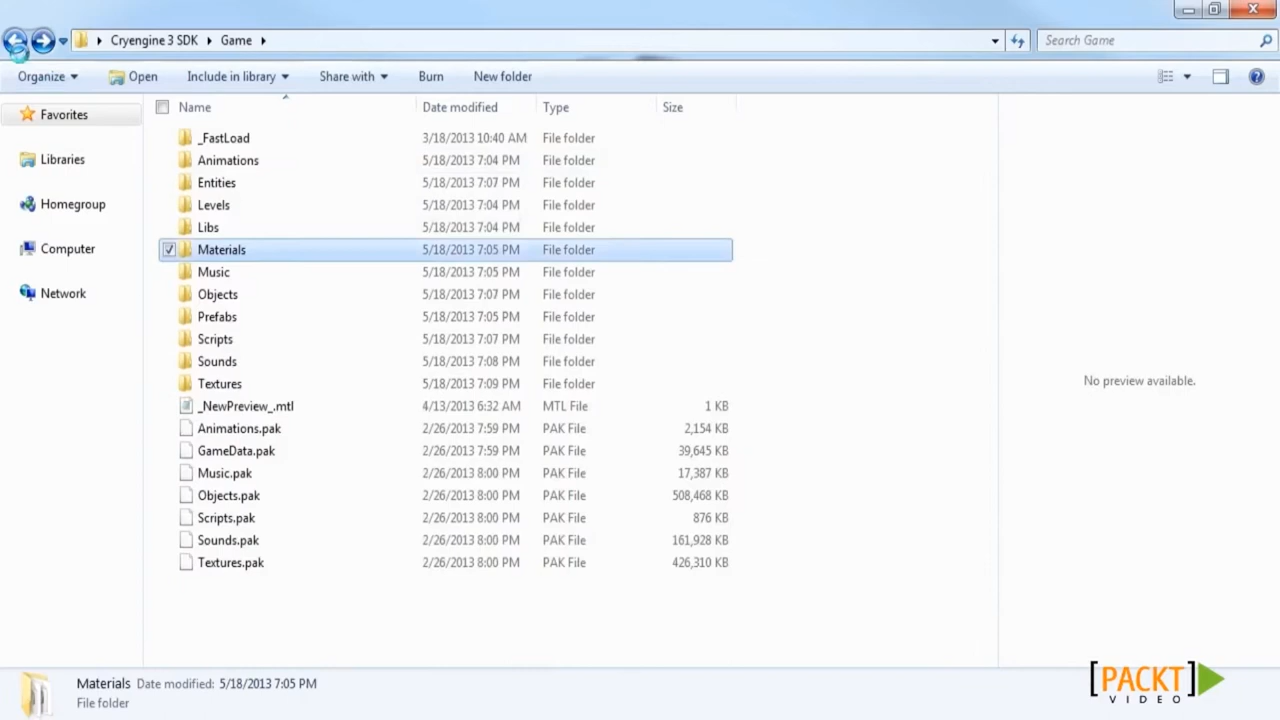 Cryengine 3 SDK Game
Search Game
Organize Open Include in library Share with Burn New folder
Name Date modified Type Size
Favorites
Libraries
Homegroup
Computer
Network
_FastLoad 3/18/2013 10:40 AM File folder
Animations 5/18/2013 7:04 PM File folder
Entities 5/18/2013 7:07 PM File folder
Levels 5/18/2013 7:04 PM File folder
Libs 5/18/2013 7:04 PM File folder
Materials 5/18/2013 7:05 PM File folder
Music 5/18/2013 7:05 PM File folder
Objects 5/18/2013 7:07 PM File folder
Prefabs 5/18/2013 7:05 PM File folder
Scripts 5/18/2013 7:07 PM File folder
Sounds 5/18/2013 7:08 PM File folder
Textures 5/18/2013 7:09 PM File folder
_NewPreview_.mtl 4/13/2013 6:32 AM MTL File 1 KB
Animations.pak 2/26/2013 7:59 PM PAK File 2,154 KB
GameData.pak 2/26/2013 7:59 PM PAK File 39,645 KB
Music.pak 2/26/2013 8:00 PM PAK File 17,387 KB
Objects.pak 2/26/2013 8:00 PM PAK File 508,468 KB
Scripts.pak 2/26/2013 8:00 PM PAK File 876 KB
Sounds.pak 2/26/2013 8:00 PM PAK File 161,928 KB
Textures.pak 2/26/2013 8:00 PM PAK File 426,310 KB
No preview available.
Materials Date modified: 5/18/2013 7:05 PM
File folder
[PACKT]
VIDEO